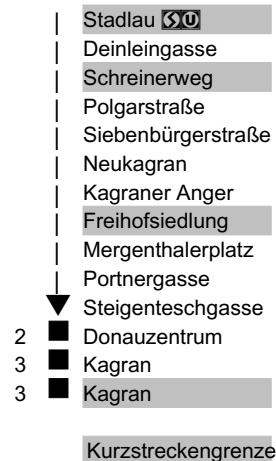 Stadlau S U
Deinleingasse
Schreinerweg
Polgarstraße
Siebenbürgerstraße
Neukagran
Kagraner Anger
Freihofsiedlung
Mergenthalerplatz
Portnergasse
Steigenteschgasse
2 Donauzentrum
3 Kagran
3 Kagran
Kurzstreckengrenze